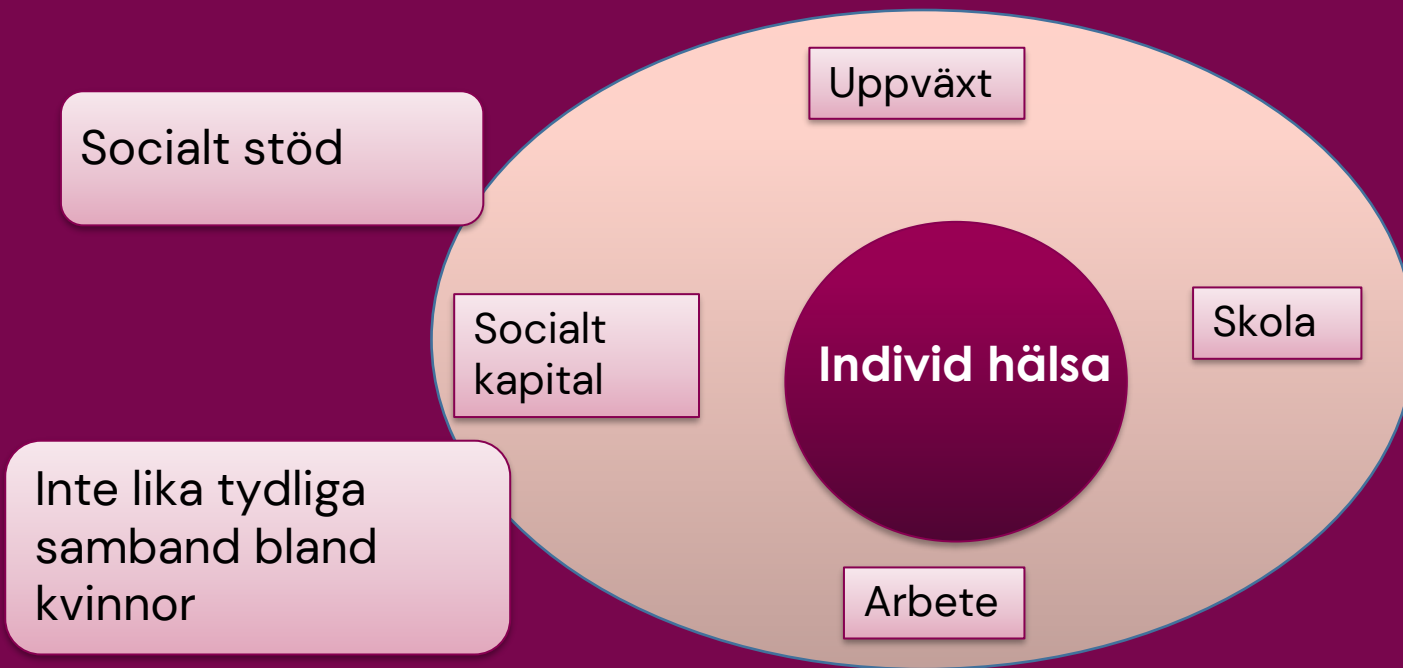 Uppväxt
Socialt stöd
Socialt
kapital
Individ hälsa
Skola
Inte lika tydliga
samband bland
kvinnor
Arbete